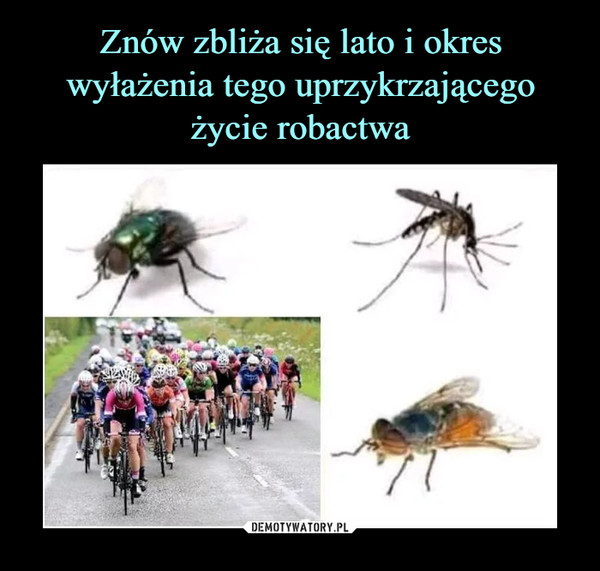 Znów zbliża się lato i okres
wyłażenia tego uprzykrzającego
życie robactwa
DEMOTYWATORY.PL